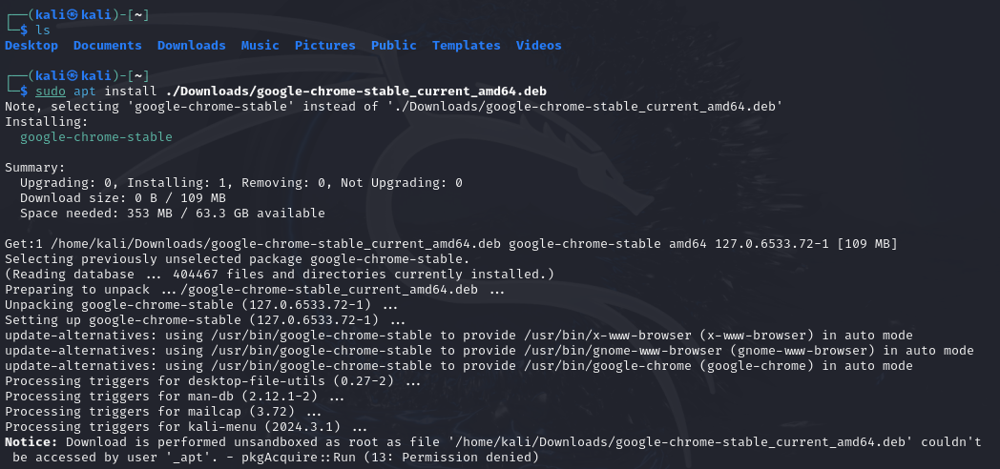 ┌──(kali㉿kali)-[~]
└─$ ls
Desktop  Documents  Downloads  Music  Pictures  Public  Templates  Videos
┌──(kali㉿kali)-[~]
└─$ sudo apt install ./Downloads/google-chrome-stable_current_amd64.deb
Note, selecting 'google-chrome-stable' instead of './Downloads/google-chrome-stable_current_amd64.deb'
Installing:
  google-chrome-stable
Summary:
  Upgrading: 0, Installing: 1, Removing: 0, Not Upgrading: 0
  Download size: 0 B / 109 MB
  Space needed: 353 MB / 63.3 GB available
Get:1 /home/kali/Downloads/google-chrome-stable_current_amd64.deb google-chrome-stable amd64 127.0.6533.72-1 [109 MB]
Selecting previously unselected package google-chrome-stable.
(Reading database ... 404467 files and directories currently installed.)
Preparing to unpack .../google-chrome-stable_current_amd64.deb ...
Unpacking google-chrome-stable (127.0.6533.72-1) ...
Setting up google-chrome-stable (127.0.6533.72-1) ...
update-alternatives: using /usr/bin/google-chrome-stable to provide /usr/bin/x-www-browser (x-www-browser) in auto mode
update-alternatives: using /usr/bin/google-chrome-stable to provide /usr/bin/gnome-www-browser (gnome-www-browser) in auto mode
update-alternatives: using /usr/bin/google-chrome-stable to provide /usr/bin/google-chrome (google-chrome) in auto mode
Processing triggers for desktop-file-utils (0.27-2) ...
Processing triggers for man-db (2.12.1-2) ...
Processing triggers for mailcap (3.72) ...
Processing triggers for kali-menu (2024.3.1) ...
Notice: Download is performed unsandboxed as root as file '/home/kali/Downloads/google-chrome-stable_current_amd64.deb' couldn't
 be accessed by user '_apt'. - pkgAcquire::Run (13: Permission denied)